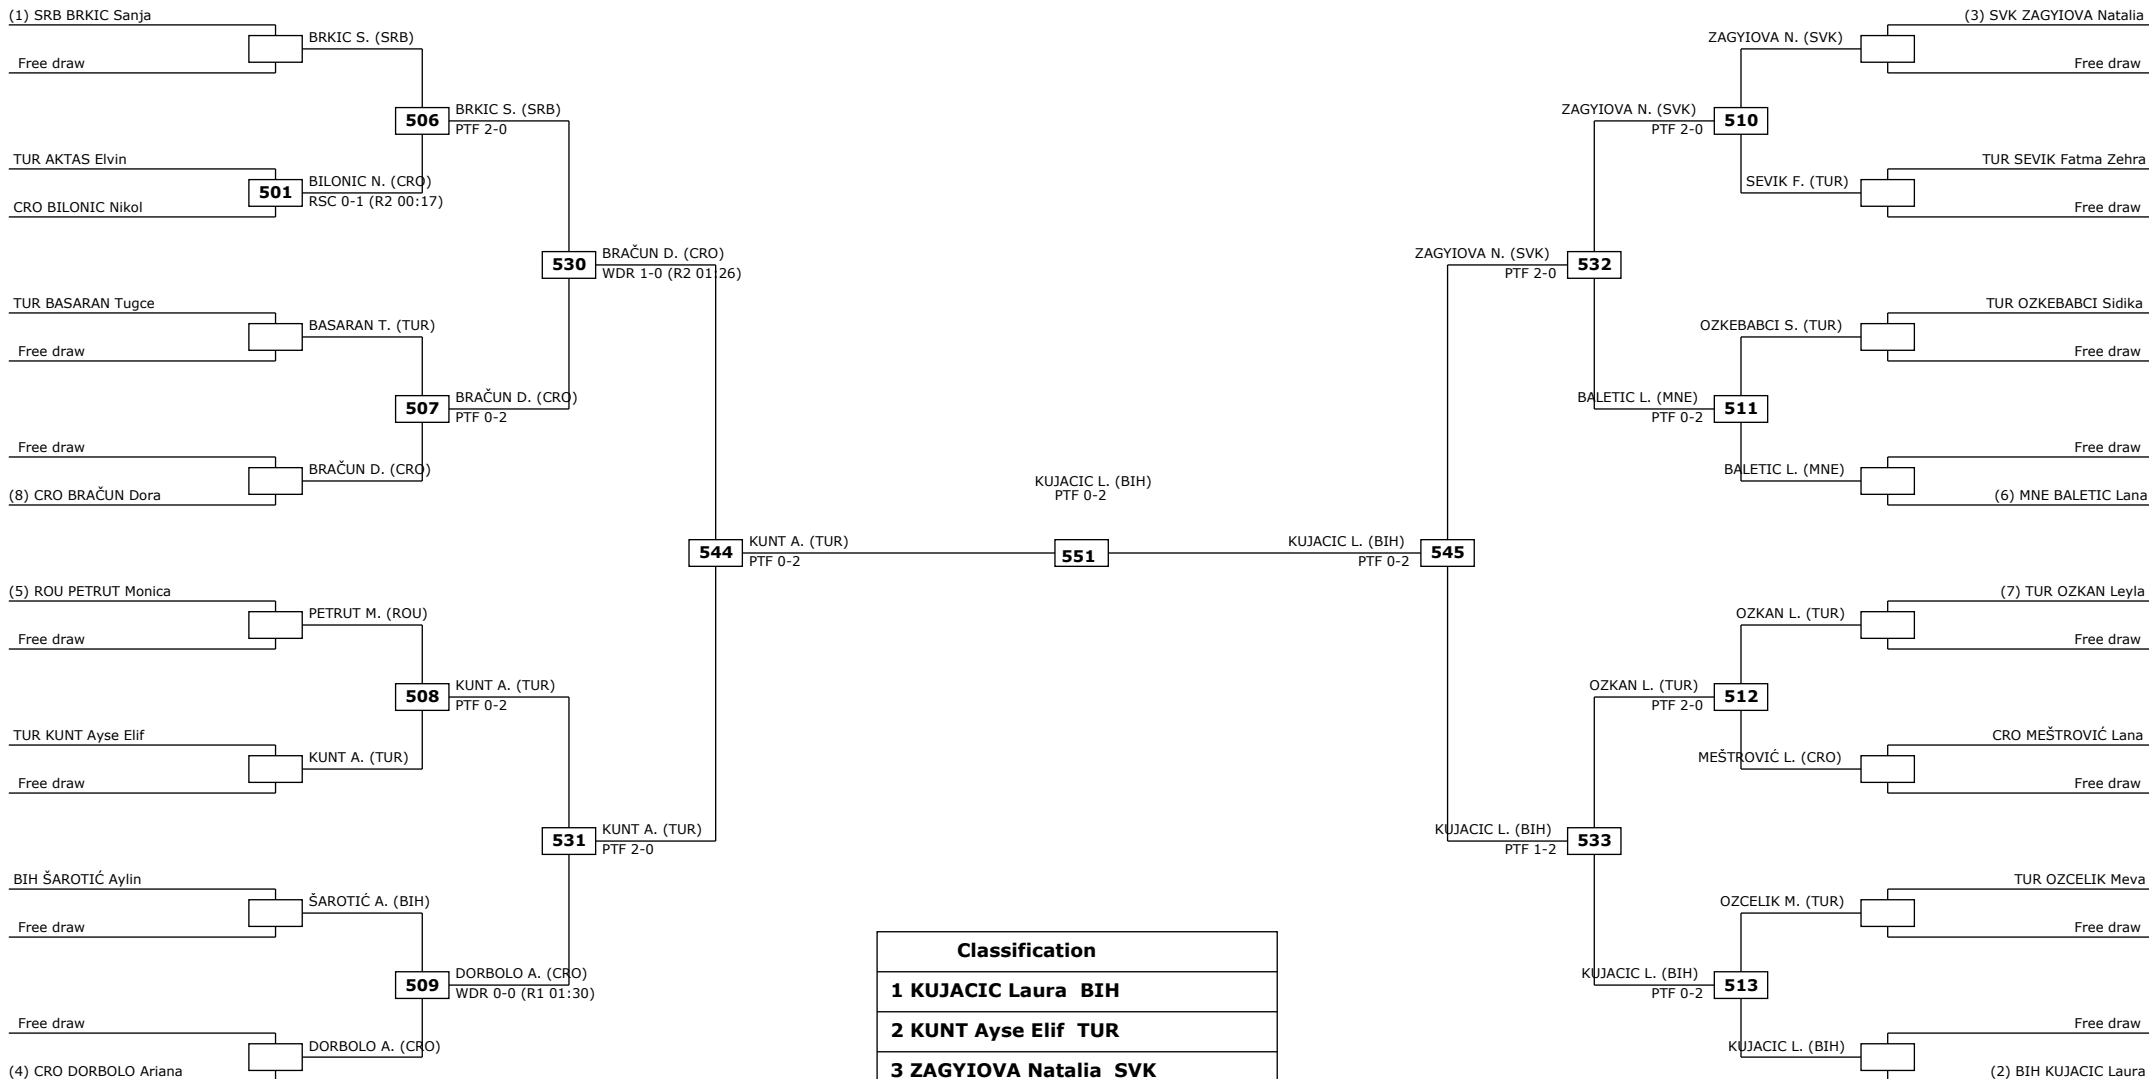 (1) SRB BRKIC Sanja
BRKIC S. (SRB)
Free draw
506
BRKIC S. (SRB)
PTF 2-0
TUR AKTAS Elvin
501
BILONIC N. (CRO)
RSC 0-1 (R2 00:17)
CRO BILONIC Nikol
530
BRAČUN D. (CRO)
WDR 1-0 (R2 01:26)
TUR BASARAN Tugce
BASARAN T. (TUR)
Free draw
507
BRAČUN D. (CRO)
PTF 0-2
Free draw
BRAČUN D. (CRO)
(8) CRO BRAČUN Dora
544
KUNT A. (TUR)
PTF 0-2
(5) ROU PETRUT Monica
PETRUT M. (ROU)
Free draw
508
KUNT A. (TUR)
PTF 0-2
TUR KUNT Ayse Elif
KUNT A. (TUR)
Free draw
531
KUNT A. (TUR)
PTF 2-0
BIH ŠAROTIĆ Aylin
ŠAROTIĆ A. (BIH)
Free draw
509
DORBOLO A. (CRO)
WDR 0-0 (R1 01:30)
Free draw
DORBOLO A. (CRO)
(4) CRO DORBOLO Ariana
KUJACIC L. (BIH)
PTF 0-2
551
Classification
1 KUJACIC Laura BIH
2 KUNT Ayse Elif TUR
3 ZAGYIOVA Natalia SVK
(3) SVK ZAGYIOVA Natalia
ZAGYIOVA N. (SVK)
Free draw
ZAGYIOVA N. (SVK)
PTF 2-0
510
TUR SEVIK Fatma Zehra
SEVIK F. (TUR)
Free draw
ZAGYIOVA N. (SVK)
PTF 2-0
532
TUR OZKEBABCI Sidika
OZKEBABCI S. (TUR)
Free draw
BALETIC L. (MNE)
PTF 0-2
511
Free draw
BALETIC L. (MNE)
(6) MNE BALETIC Lana
KUJACIC L. (BIH)
PTF 0-2
545
(7) TUR OZKAN Leyla
OZKAN L. (TUR)
Free draw
OZKAN L. (TUR)
PTF 2-0
512
CRO MEŠTROVIĆ Lana
MEŠTROVIĆ L. (CRO)
Free draw
KUJACIC L. (BIH)
PTF 1-2
533
TUR OZCELIK Meva
OZCELIK M. (TUR)
Free draw
KUJACIC L. (BIH)
PTF 0-2
513
Free draw
KUJACIC L. (BIH)
(2) BIH KUJACIC Laura